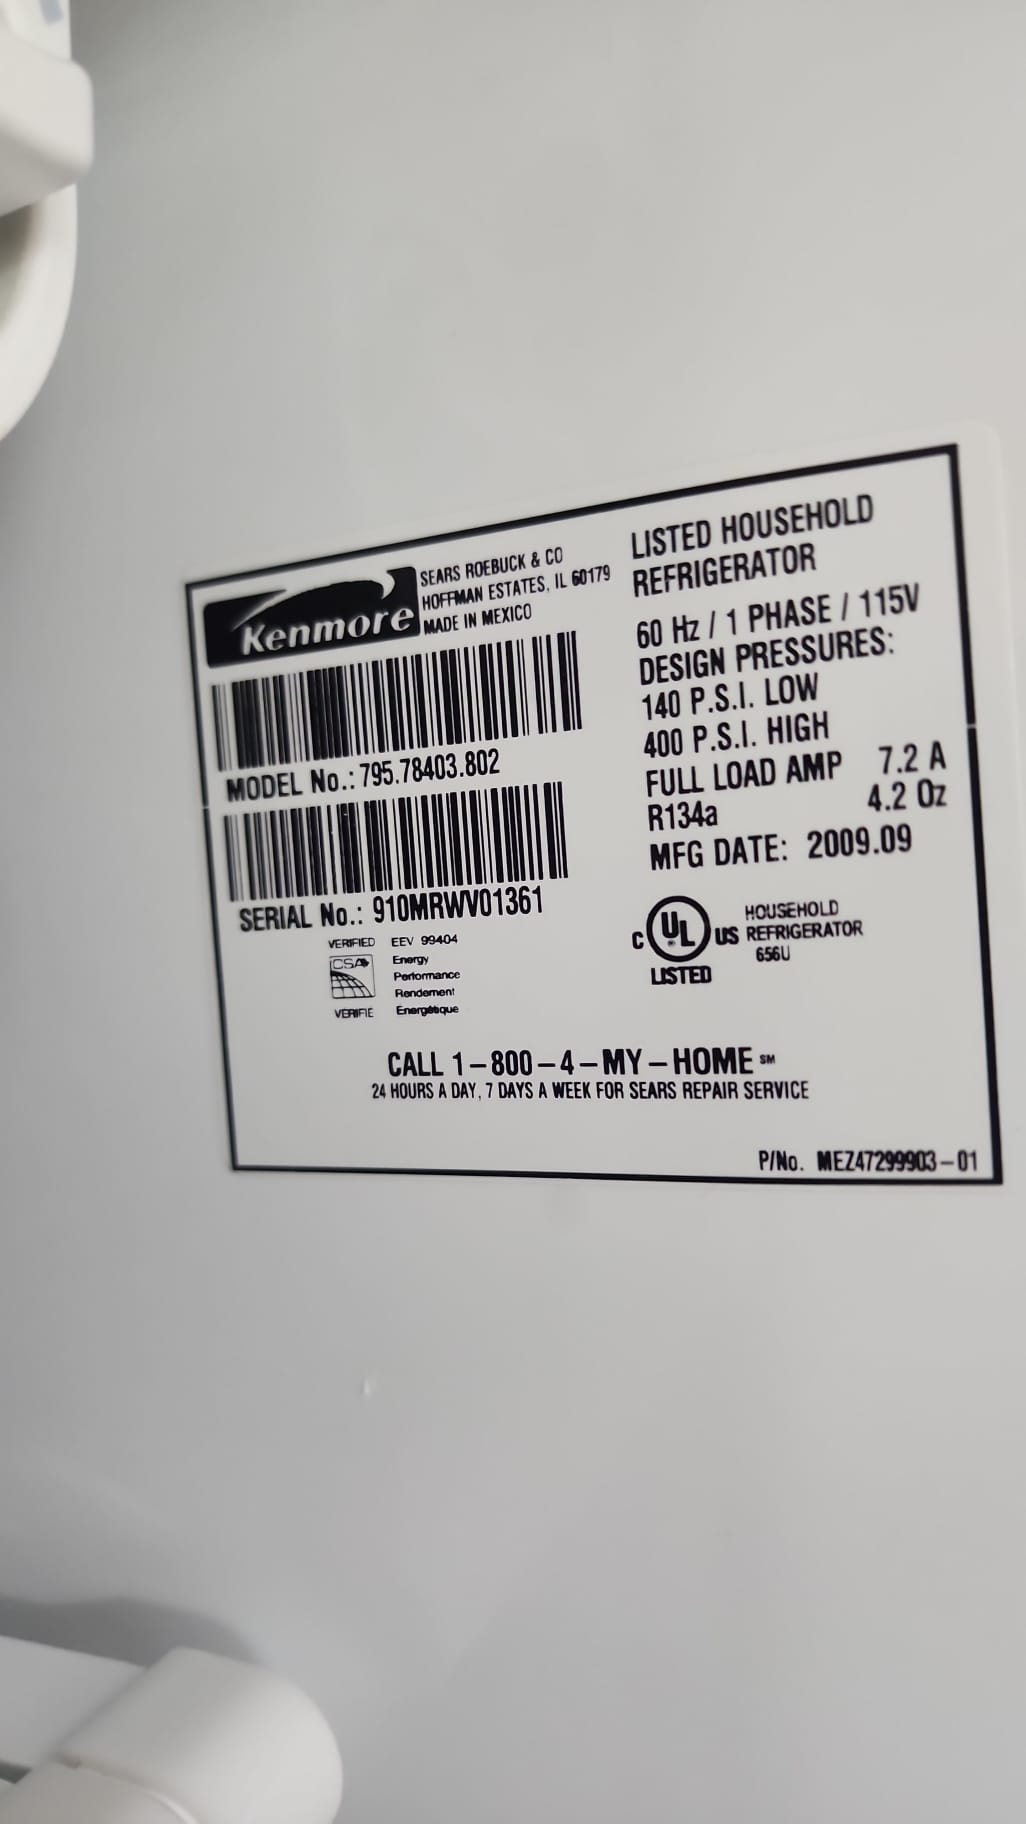 Kenmore
SEARS ROEBUCK & CO
HOFFMAN ESTATES, IL 60179
MADE IN MEXICO
MODEL No.: 795.78403.802
SERIAL No.: 910MRWV01361
VERIFIED EEV 99404
CSA Energy
Performance
Rendement
VERIFIÉ Énergétique
LISTED HOUSEHOLD
REFRIGERATOR
60 Hz / 1 PHASE / 115V
DESIGN PRESSURES:
140 P.S.I. LOW
400 P.S.I. HIGH
FULL LOAD AMP 7.2 A
R134a 4.2 Oz
MFG DATE: 2009.09
C UL US
LISTED
HOUSEHOLD
REFRIGERATOR
656U
CALL 1-800-4-MY-HOME SM
24 HOURS A DAY, 7 DAYS A WEEK FOR SEARS REPAIR SERVICE
P/No. MEZ47299903-01